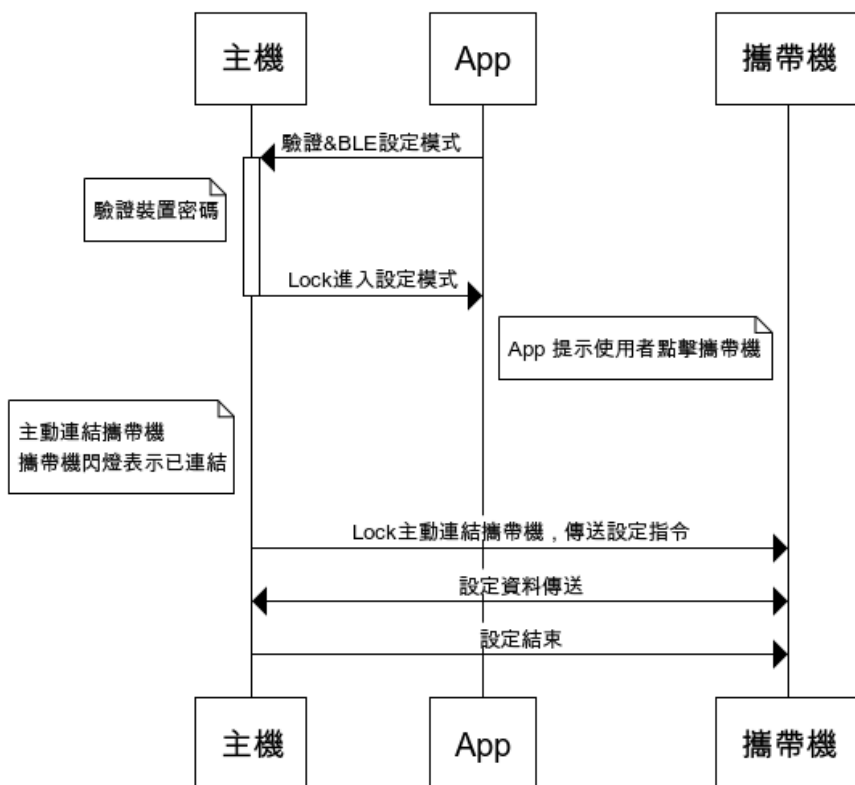 主機
App
攜帶機
驗證&BLE設定模式
驗證裝置密碼
Lock進入設定模式
App 提示使用者點擊攜帶機
主動連結攜帶機
攜帶機閃燈表示已連結
Lock主動連結攜帶機，傳送設定指令
設定資料傳送
設定結束
主機
App
攜帶機